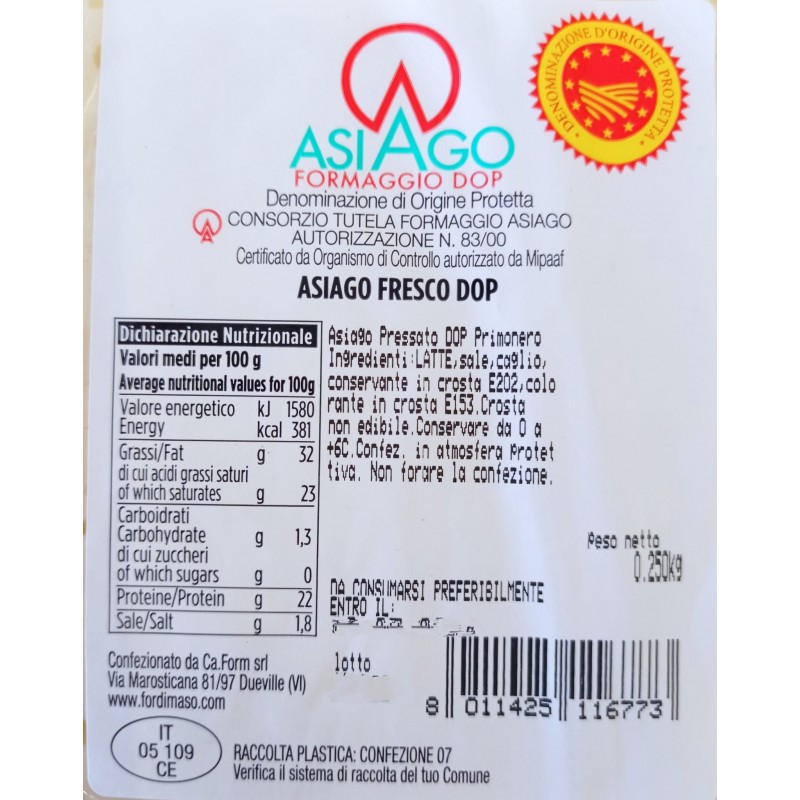 DENOMINAZIONE D'ORIGINE PROTETTA
ASIAGO
FORMAGGIO DOP
Denominazione di Origine Protetta
CONSORZIO TUTELA FORMAGGIO ASIAGO
AUTORIZZAZIONE N. 83/00
Certificato da Organismo di Controllo autorizzato da Mipaaf
ASIAGO FRESCO DOP
Dichiarazione Nutrizionale
Valori medi per 100 g
Average nutritional values for 100g
Valore energetico kJ 1580
Energy kcal 381
Grassi/Fat g 32
di cui acidi grassi saturi
of which saturates g 23
Carboidrati
Carbohydrate g 1,3
di cui zuccheri
of which sugars g 0
Proteine/Protein g 22
Sale/Salt g 1,8
Asiago Pressato DOP Primonero
Ingredienti:LATTE,sale,caglio,
conservante in crosta E202,colo
rante in crosta E153.Crosta
non edibile.Conservare da 0 a
+6C.Confez. in atmosfera protet
tiva. Non forare la confezione.
Peso netto
0.250kg
DA CONSUMARSI PREFERIBILMENTE
ENTRO IL:
lotto
Confezionato da Ca.Form srl
Via Marosticana 81/97 Dueville (VI)
www.fordimaso.com
8 011425 116773
IT
05 109
CE
RACCOLTA PLASTICA: CONFEZIONE 07
Verifica il sistema di raccolta del tuo Comune